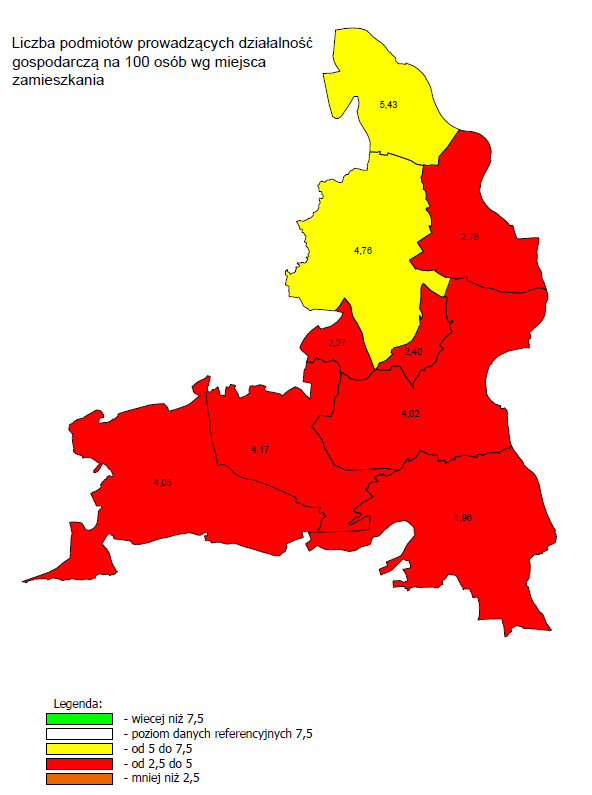 Liczba podmiotów prowadzących działalność
gospodarczą na 100 osób wg miejsca
zamieszkania
5,43
2,78
4,76
2,27
2,40
4,02
4,17
4,05
1,96
Legenda:
- wiecej niż 7,5
- poziom danych referencyjnych 7,5
- od 5 do 7,5
- od 2,5 do 5
- mniej niż 2,5